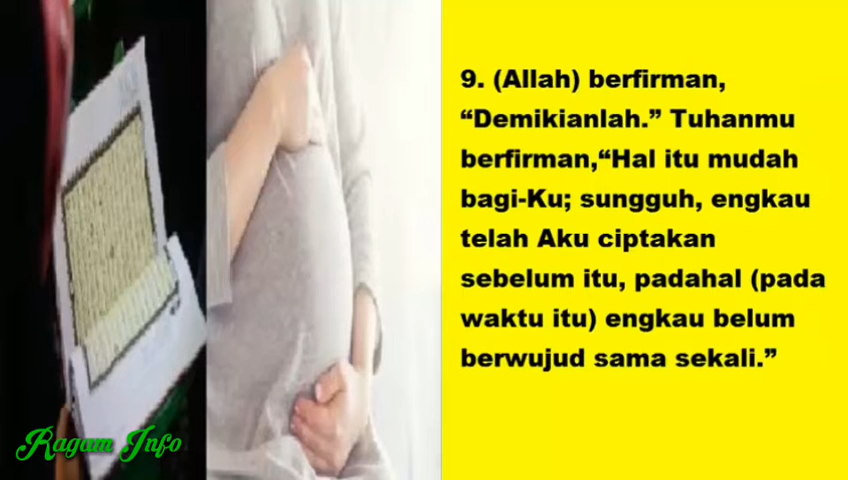 9. (Allah) berfirman,
“Demikianlah.” Tuhanmu
berfirman,“Hal itu mudah
bagi-Ku; sungguh, engkau
telah Aku ciptakan
sebelum itu, padahal (pada
waktu itu) engkau belum
berwujud sama sekali.”
Ragam Info